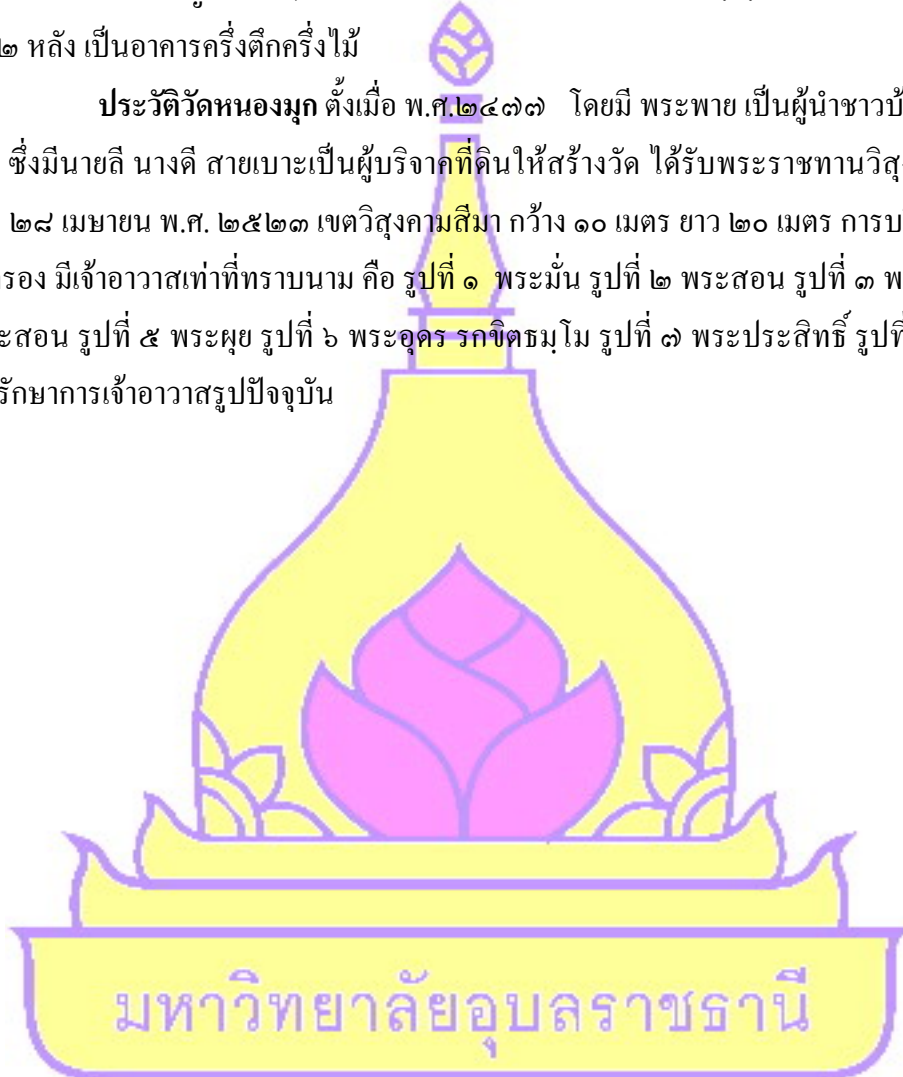 ๒ หลัง เป็นอาคารครึ่งตึกครึ่งไม้
ประวัติวัดหนองมุก ตั้งเมื่อ พ.ศ.๒๔๗๗ โดยมี พระพาย เป็นผู้นำชาวบ้
ซึ่งมีนายลี นางดี สายเบาะเป็นผู้บริจาคที่ดินให้สร้างวัด ได้รับพระราชทานวิสุง
๒๘ เมษายน พ.ศ. ๒๕๒๓ เขตวิสุงคามสีมา กว้าง ๑๐ เมตร ยาว ๒๐ เมตร การบ
รอง มีเจ้าอาวาสเท่าที่ทราบนาม คือ รูปที่ ๑ พระมั่น รูปที่ ๒ พระสอน รูปที่ ๓ พ
ะสอน รูปที่ ๕ พระผุย รูปที่ ๖ พระอุดร รกฺขิตธมฺโม รูปที่ ๗ พระประสิทธิ์ รูปที่
รักษาการเจ้าอาวาสรูปปัจจุบัน
มหาวิทยาลัยอุบลราชธานี